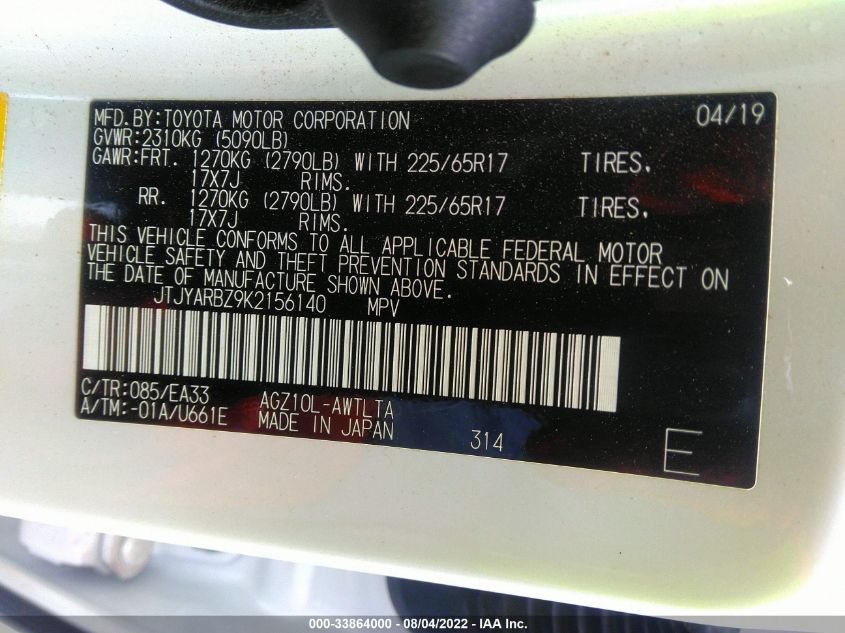 MFD.BY:TOYOTA MOTOR CORPORATION 04/19
GVWR:2310KG (5090LB)
GAWR:FRT. 1270KG (2790LB) WITH 225/65R17 TIRES.
17X7J RIMS.
RR. 1270KG (2790LB) WITH 225/65R17 TIRES.
17X7J RIMS.
THIS VEHICLE CONFORMS TO ALL APPLICABLE FEDERAL MOTOR
VEHICLE SAFETY AND THEFT PREVENTION STANDARDS IN EFFECT ON
THE DATE OF MANUFACTURE SHOWN ABOVE.
JTJYARBZ9K2156140 MPV
C/TR:085/EA33 AGZ10L-AWTLTA
A/TM:-01A/U661E MADE IN JAPAN 314 E
000-33864000 - 08/04/2022 - IAA Inc.